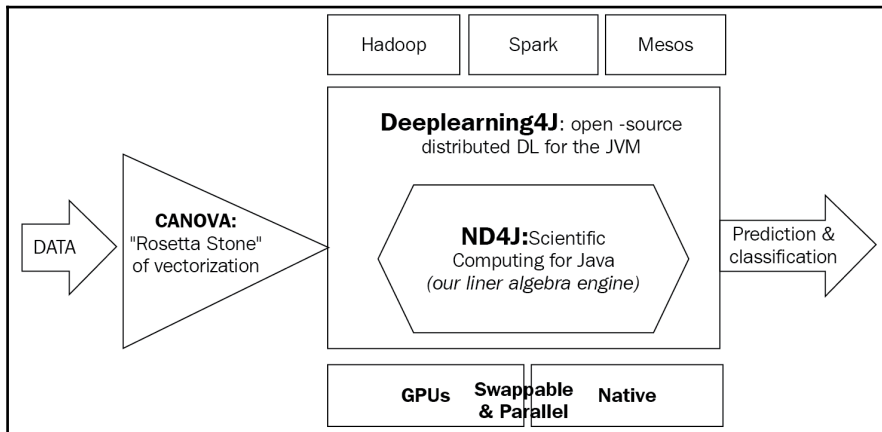 Hadoop
Spark
Mesos
Deeplearning4J: open -source
distributed DL for the JVM
DATA
CANOVA:
"Rosetta Stone"
of vectorization
ND4J:Scientific
Computing for Java
(our liner algebra engine)
Prediction &
classification
GPUs
Swappable
& Parallel
Native